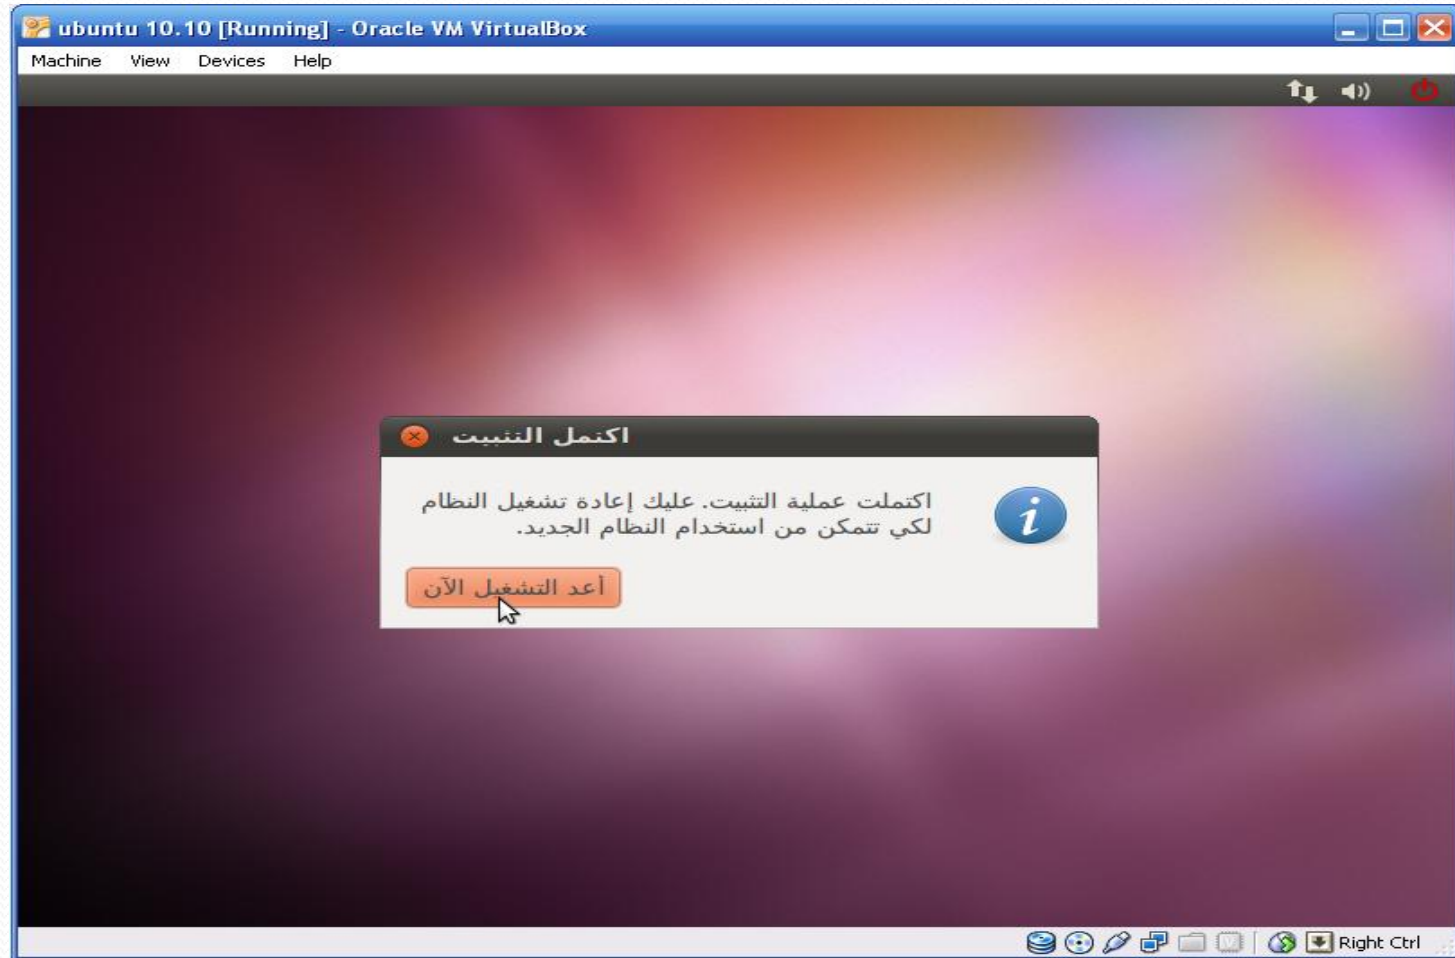 ubuntu 10.10 [Running] - Oracle VM VirtualBox
Machine View Devices Help
اكتمل التثبيت
اكتملت عملية التثبيت. عليك إعادة تشغيل النظام
لكي تتمكن من استخدام النظام الجديد.
أعد التشغيل الآن
Right Ctrl